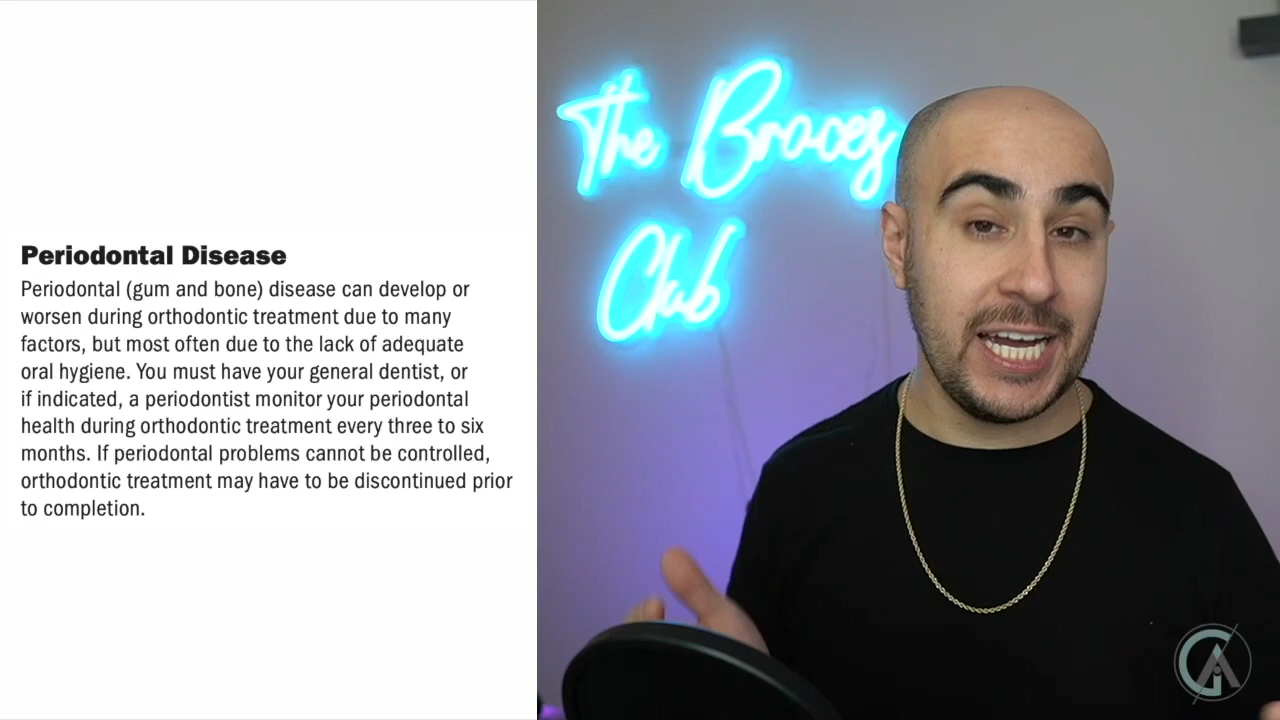 Periodontal Disease
Periodontal (gum and bone) disease can develop or
worsen during orthodontic treatment due to many
factors, but most often due to the lack of adequate
oral hygiene. You must have your general dentist, or
if indicated, a periodontist monitor your periodontal
health during orthodontic treatment every three to six
months. If periodontal problems cannot be controlled,
orthodontic treatment may have to be discontinued prior
to completion.
The Braces
Club